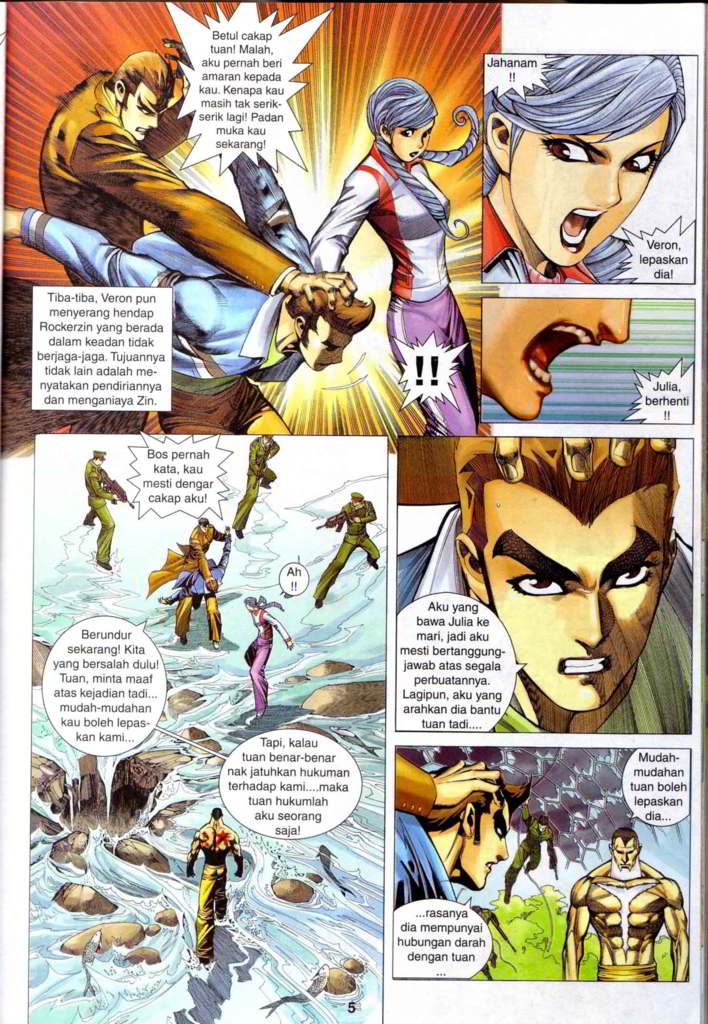 Betul cakap
tuan! Malah,
aku pernah beri
amaran kepada
kau. Kenapa kau
masih tak serik-
serik lagi! Padan
muka kau
sekarang!
Tiba-tiba, Veron pun
menyerang hendap
Rockerzin yang berada
dalam keadan tidak
berjaga-jaga. Tujuannya
tidak lain adalah me-
nyatakan pendiriannya
dan menganiaya Zin.
!!
Jahanam
!!
Veron,
lepaskan
dia!
Julia,
berhenti
!!
Bos pernah
kata, kau
mesti dengar
cakap aku!
Ah
!!
Berundur
sekarang! Kita
yang bersalah dulu!
Tuan, minta maaf
atas kejadian tadi...
mudah-mudahan
kau boleh lepas-
kan kami...
Tapi, kalau
tuan benar-benar
nak jatuhkan hukuman
terhadap kami....maka
tuan hukumlah
aku seorang
saja!
Aku yang
bawa Julia ke
mari, jadi aku
mesti bertanggung-
jawab atas segala
perbuatannya.
Lagipun, aku yang
arahkan dia bantu
tuan tadi....
Mudah-
mudahan
tuan boleh
lepaskan
dia...
...rasanya
dia mempunyai
hubungan darah
dengan tuan
...
5